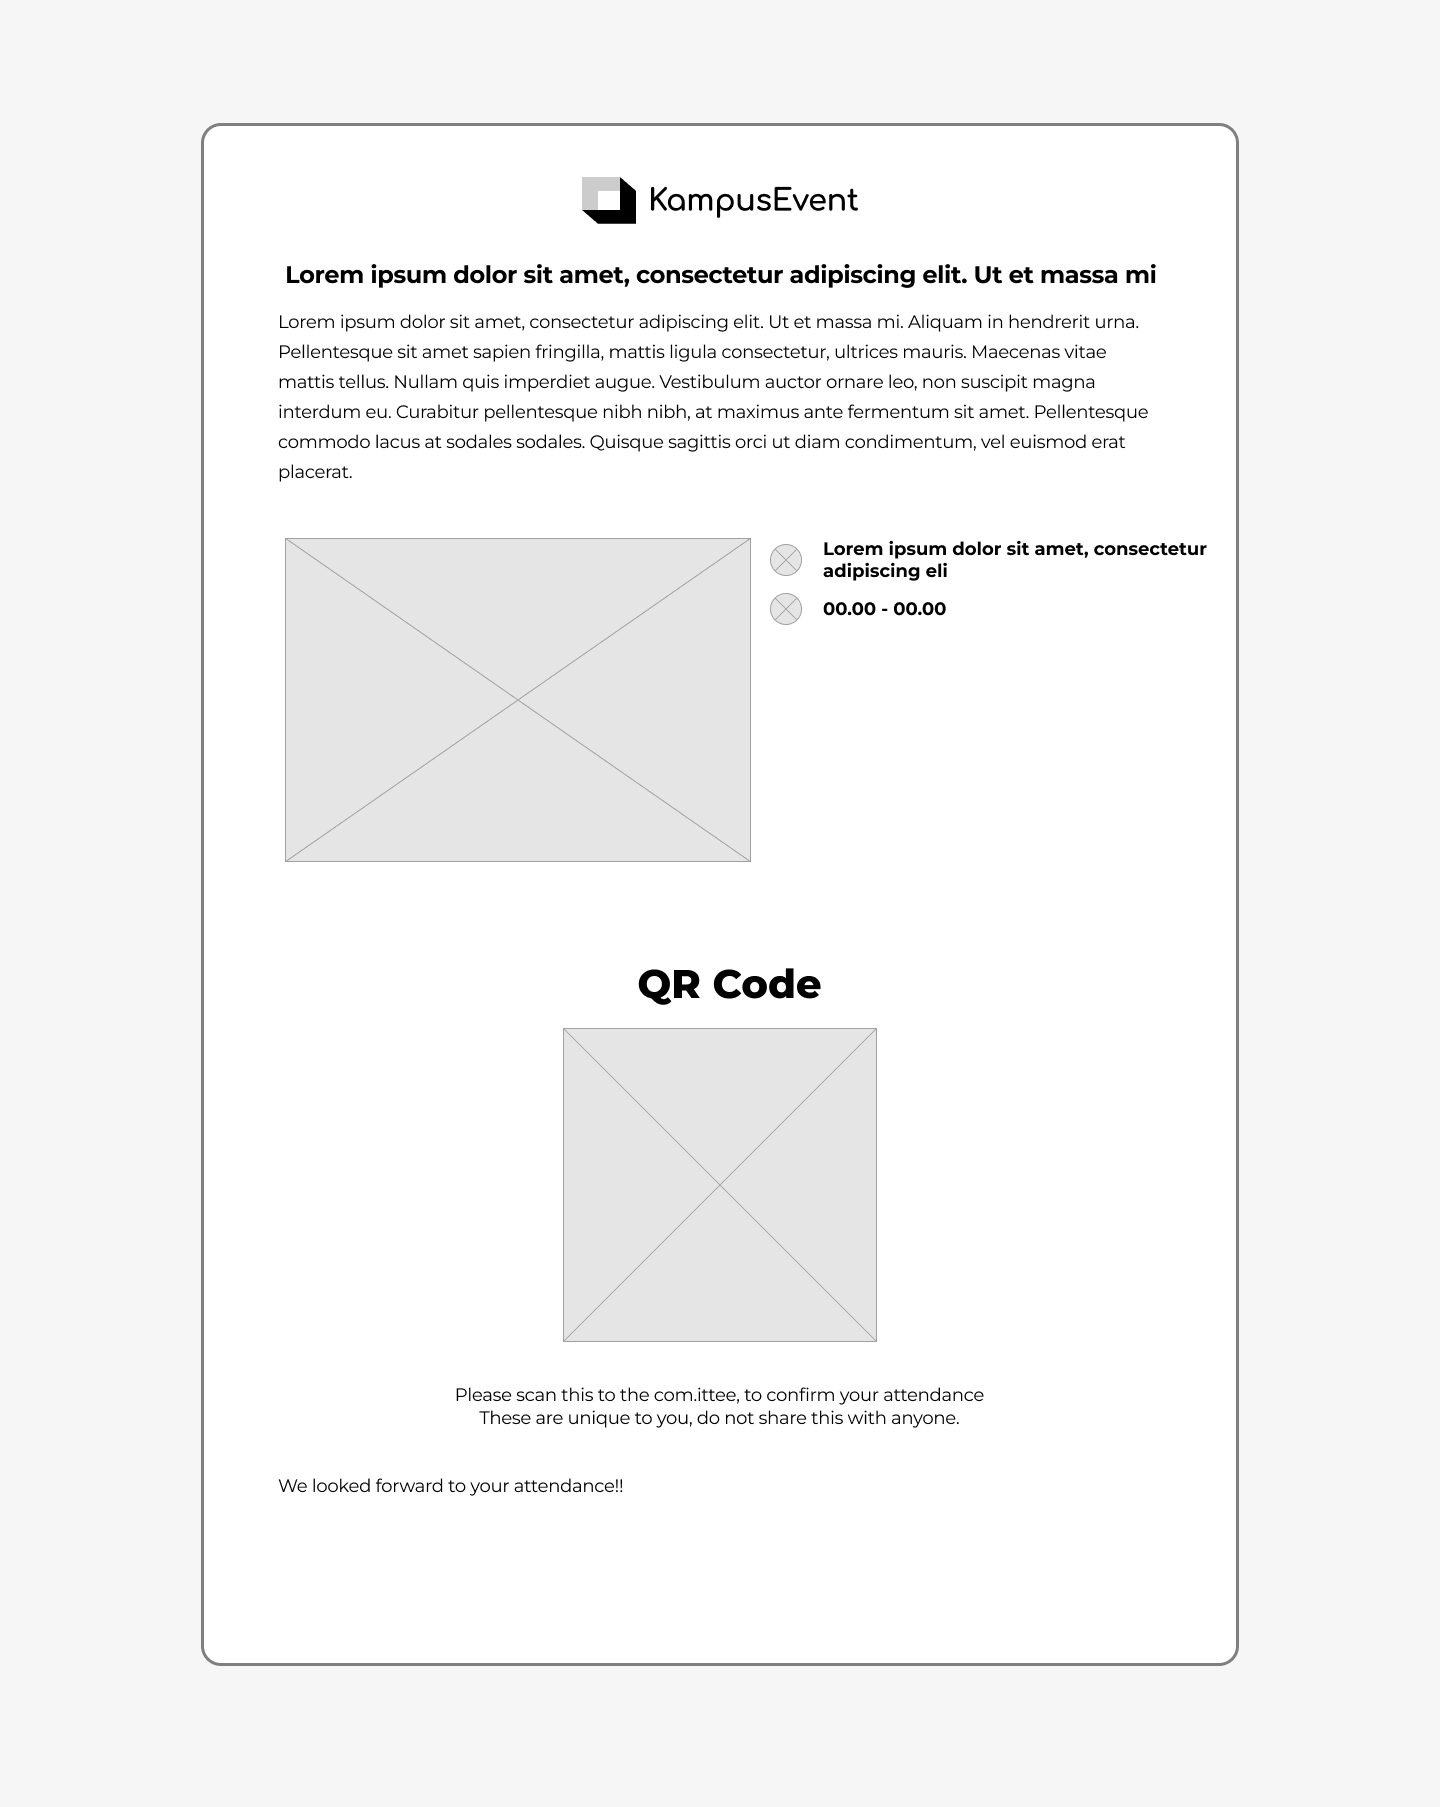 KampusEvent
Lorem ipsum dolor sit amet, consectetur adipiscing elit. Ut et massa mi
Lorem ipsum dolor sit amet, consectetur adipiscing elit. Ut et massa mi. Aliquam in hendrerit urna.
Pellentesque sit amet sapien fringilla, mattis ligula consectetur, ultrices mauris. Maecenas vitae
mattis tellus. Nullam quis imperdiet augue. Vestibulum auctor ornare leo, non suscipit magna
interdum eu. Curabitur pellentesque nibh nibh, at maximus ante fermentum sit amet. Pellentesque
commodo lacus at sodales sodales. Quisque sagittis orci ut diam condimentum, vel euismod erat
placerat.
Lorem ipsum dolor sit amet, consectetur
adipiscing eli
00.00 - 00.00
QR Code
Please scan this to the com.ittee, to confirm your attendance
These are unique to you, do not share this with anyone.
We looked forward to your attendance!!